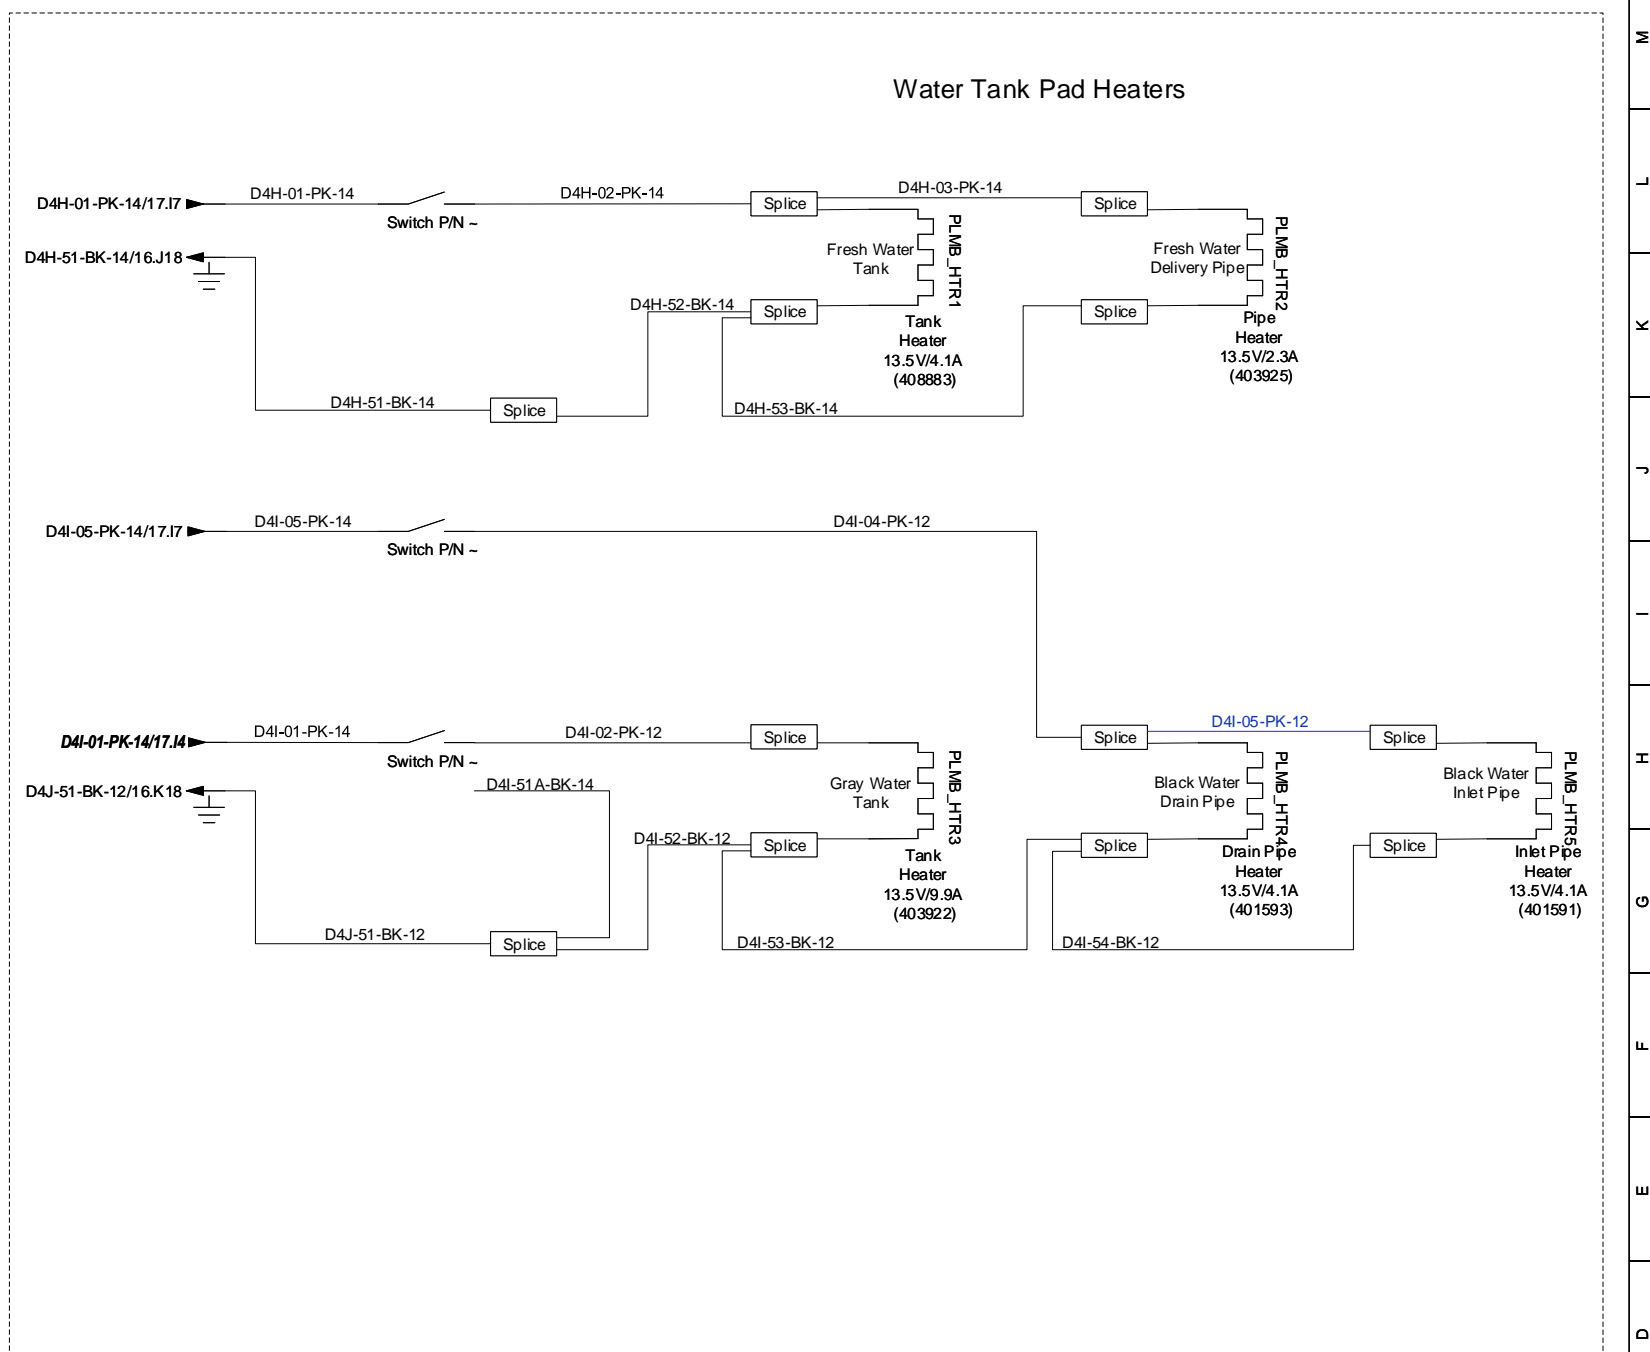 Water Tank Pad Heaters
M
L
D4H-01-PK-14/17.I7
D4H-01-PK-14
Switch P/N ~
D4H-02-PK-14
Splice
D4H-03-PK-14
Splice
D4H-51-BK-14/16.J18
Fresh Water
Tank
PLMB_HTR1
Fresh Water
Delivery Pipe
PLMB_HTR2
D4H-52-BK-14
Splice
Splice
Tank
Heater
13.5V/4.1A
(408883)
Pipe
Heater
13.5V/2.3A
(403925)
K
D4H-51-BK-14
Splice
D4H-53-BK-14
J
D4I-05-PK-14/17.I7
D4I-05-PK-14
Switch P/N ~
D4I-04-PK-12
I
D4I-01-PK-14/17.I4
D4I-01-PK-14
Switch P/N ~
D4I-02-PK-12
Splice
Splice
D4I-05-PK-12
Splice
H
D4J-51-BK-12/16.K18
D4I-51A-BK-14
Gray Water
Tank
PLMB_HTR3
Black Water
Drain Pipe
PLMB_HTR4
Black Water
Inlet Pipe
PLMB_HTR5
D4I-52-BK-12
Splice
Splice
Splice
Tank
Heater
13.5V/9.9A
(403922)
Drain Pipe
Heater
13.5V/4.1A
(401593)
Inlet Pipe
Heater
13.5V/4.1A
(401591)
G
D4J-51-BK-12
Splice
D4I-53-BK-12
D4I-54-BK-12
F
E
D